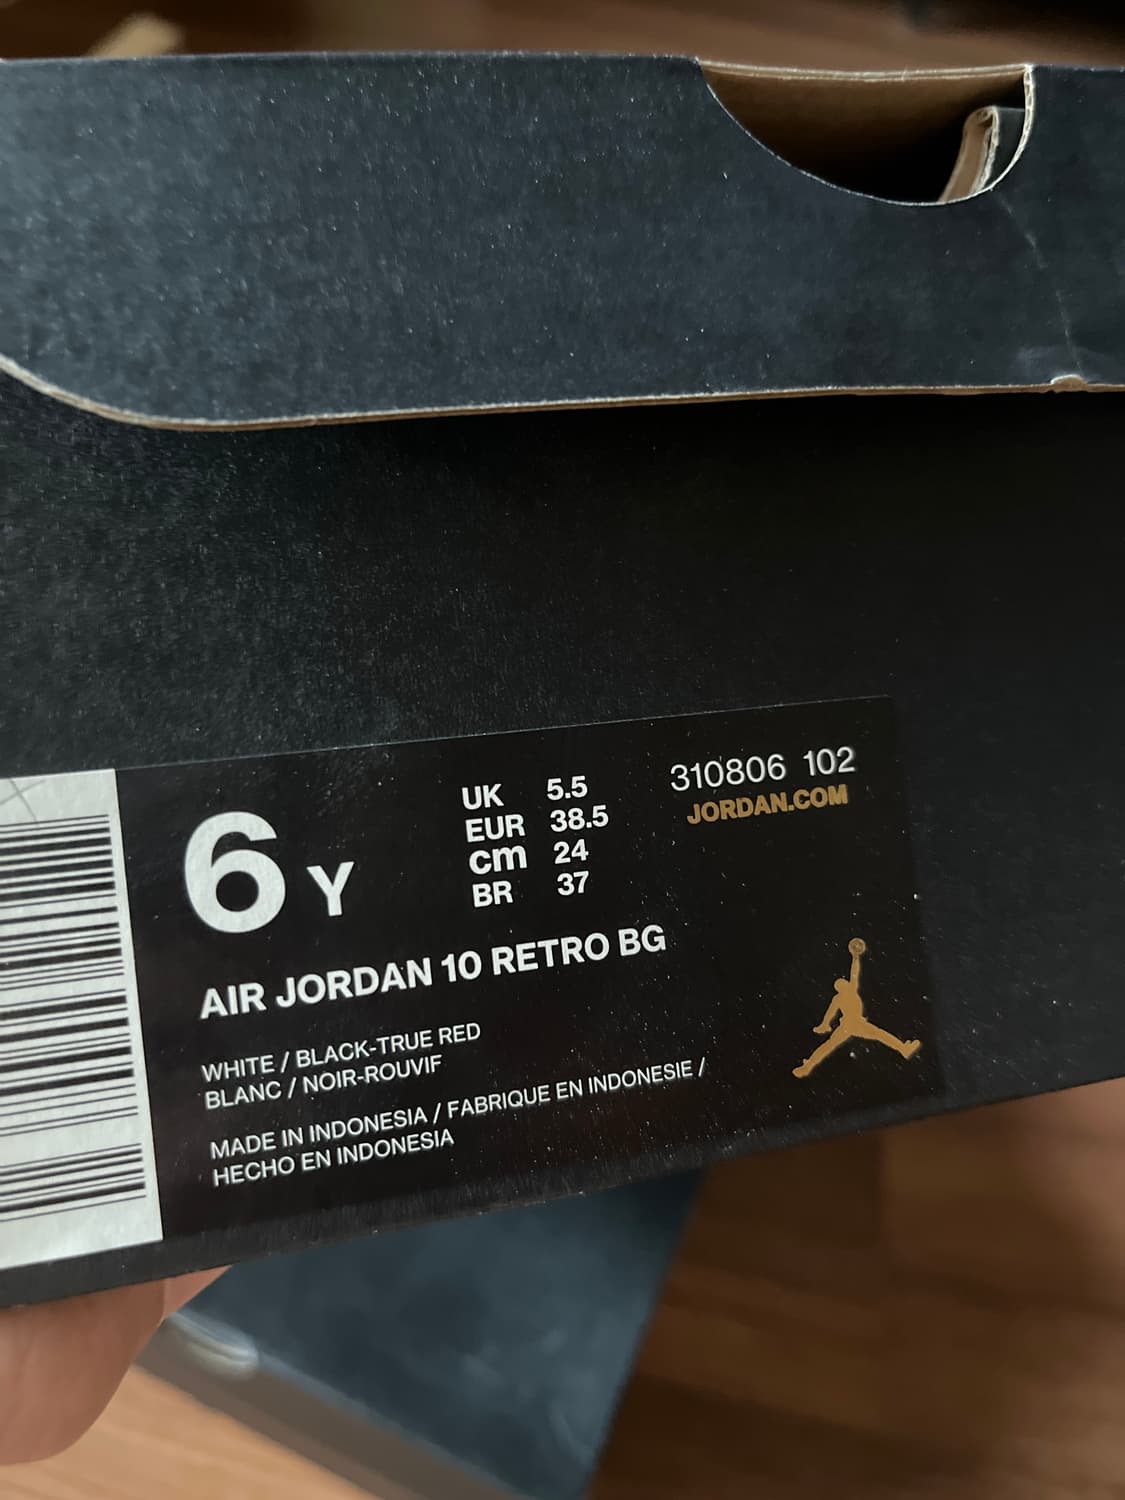 6 Y
UK 5.5
EUR 38.5
cm 24
BR 37
310806 102
JORDAN.COM
AIR JORDAN 10 RETRO BG
WHITE / BLACK-TRUE RED
BLANC / NOIR-ROUVIF
MADE IN INDONESIA / FABRIQUE EN INDONESIE /
HECHO EN INDONESIA